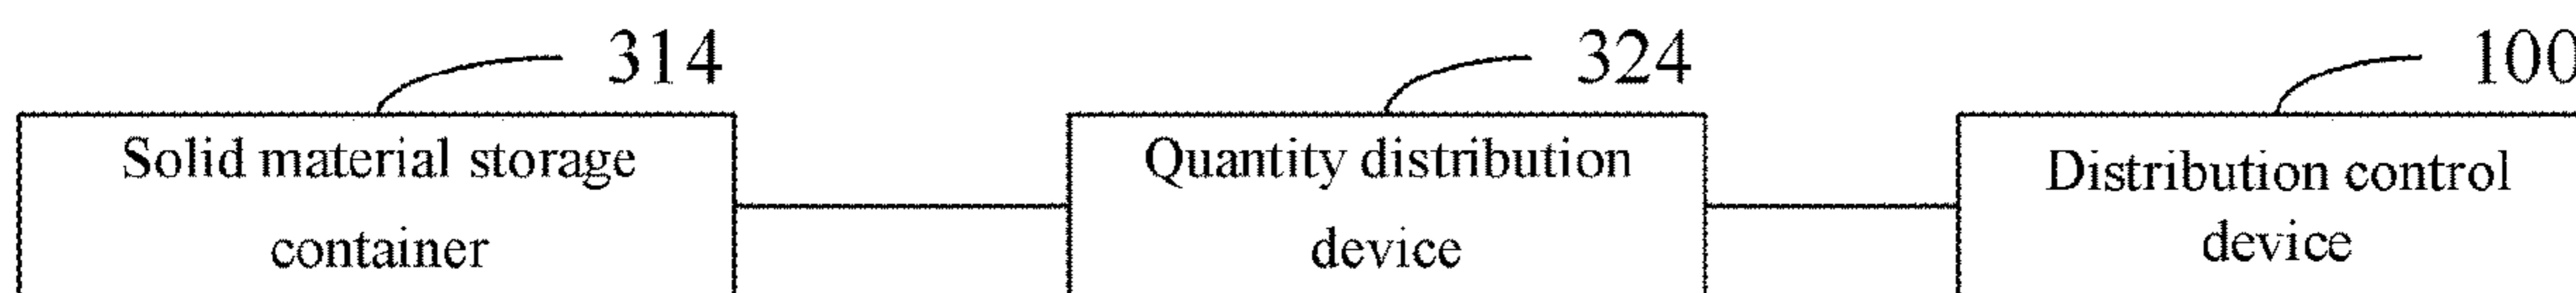 314
324
100
Solid material storage
container
Quantity distribution
device
Distribution control
device